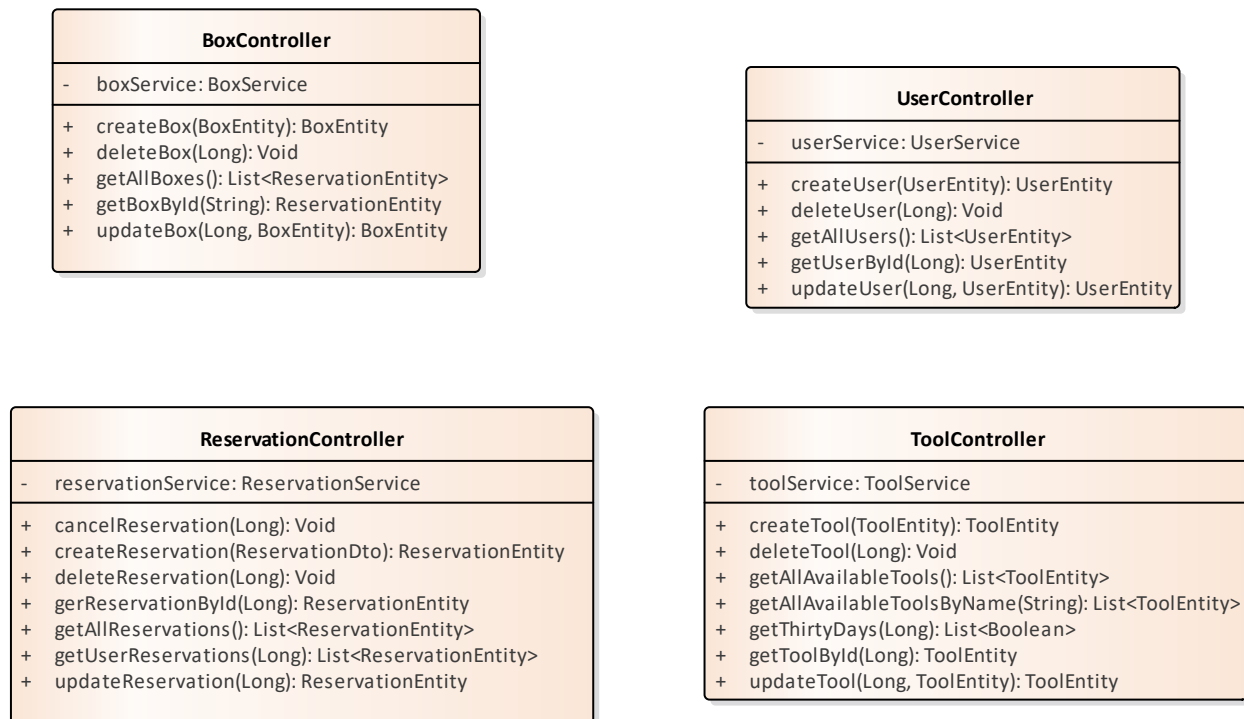 BoxController
- boxService: BoxService
+ createBox(BoxEntity): BoxEntity
+ deleteBox(Long): Void
+ getAllBoxes(): List<ReservationEntity>
+ getBoxById(String): ReservationEntity
+ updateBox(Long, BoxEntity): BoxEntity
UserController
- userService: UserService
+ createUser(UserEntity): UserEntity
+ deleteUser(Long): Void
+ getAllUsers(): List<UserEntity>
+ getUserById(Long): UserEntity
+ updateUser(Long, UserEntity): UserEntity
ReservationController
- reservationService: ReservationService
+ cancelReservation(Long): Void
+ createReservation(ReservationDto): ReservationEntity
+ deleteReservation(Long): Void
+ gerReservationById(Long): ReservationEntity
+ getAllReservations(): List<ReservationEntity>
+ getUserReservations(Long): List<ReservationEntity>
+ updateReservation(Long): ReservationEntity
ToolController
- toolService: ToolService
+ createTool(ToolEntity): ToolEntity
+ deleteTool(Long): Void
+ getAllAvailableTools(): List<ToolEntity>
+ getAllAvailableToolsByName(String): List<ToolEntity>
+ getThirtyDays(Long): List<Boolean>
+ getToolById(Long): ToolEntity
+ updateTool(Long, ToolEntity): ToolEntity